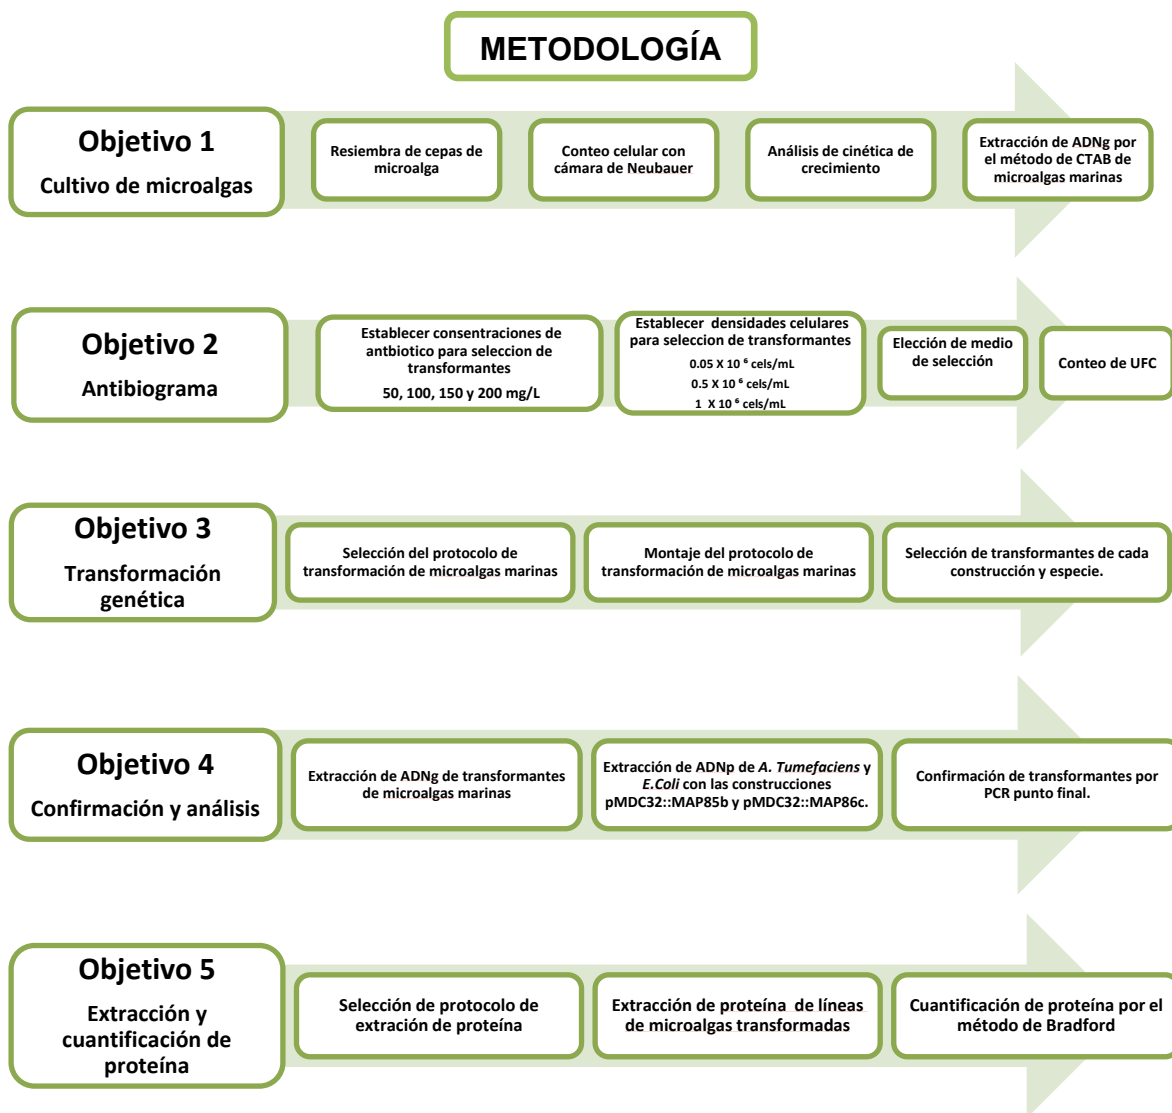 METODOLOGÍA
Objetivo 1
Cultivo de microalgas
Resiembra de cepas de
microalga
Conteo celular con
cámara de Neubauer
Análisis de cinética de
crecimiento
Extracción de ADNg por
el método de CTAB de
microalgas marinas
Objetivo 2
Antibiograma
Establecer consentraciones de
antbiotico para seleccion de
transformantes
50, 100, 150 y 200 mg/L
Establecer densidades celulares
para seleccion de transformantes
0.05 X 10 ⁶ cels/mL
0.5 X 10 ⁶ cels/mL
1 X 10 ⁶ cels/mL
Elección de medio
de selección
Conteo de UFC
Objetivo 3
Transformación
genética
Selección del protocolo de
transformación de microalgas marinas
Montaje del protocolo de
transformación de microalgas marinas
Selección de transformantes de cada
construcción y especie.
Objetivo 4
Confirmación y análisis
Extracción de ADNg de transformantes
de microalgas marinas
Extracción de ADNp de A. Tumefaciens y
E.Coli con las construcciones
pMDC32::MAP85b y pMDC32::MAP86c.
Confirmación de transformantes por
PCR punto final.
Objetivo 5
Extracción y
cuantificación de
proteína
Selección de protocolo de
extración de proteína
Extracción de proteína de líneas
de microalgas transformadas
Cuantificación de proteína por el
método de Bradford